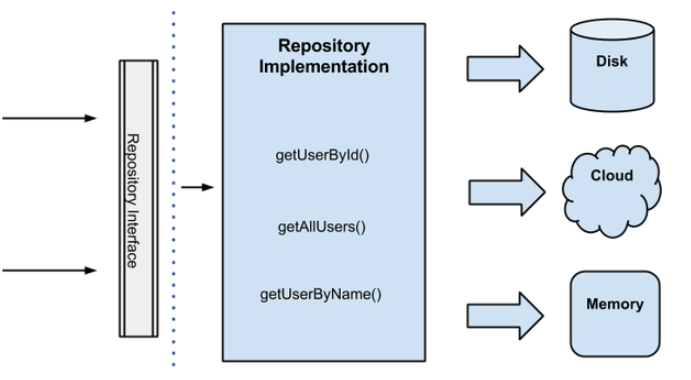 Repository Interface
Repository
Implementation
getUserById()
getAllUsers()
getUserByName()
Disk
Cloud
Memory